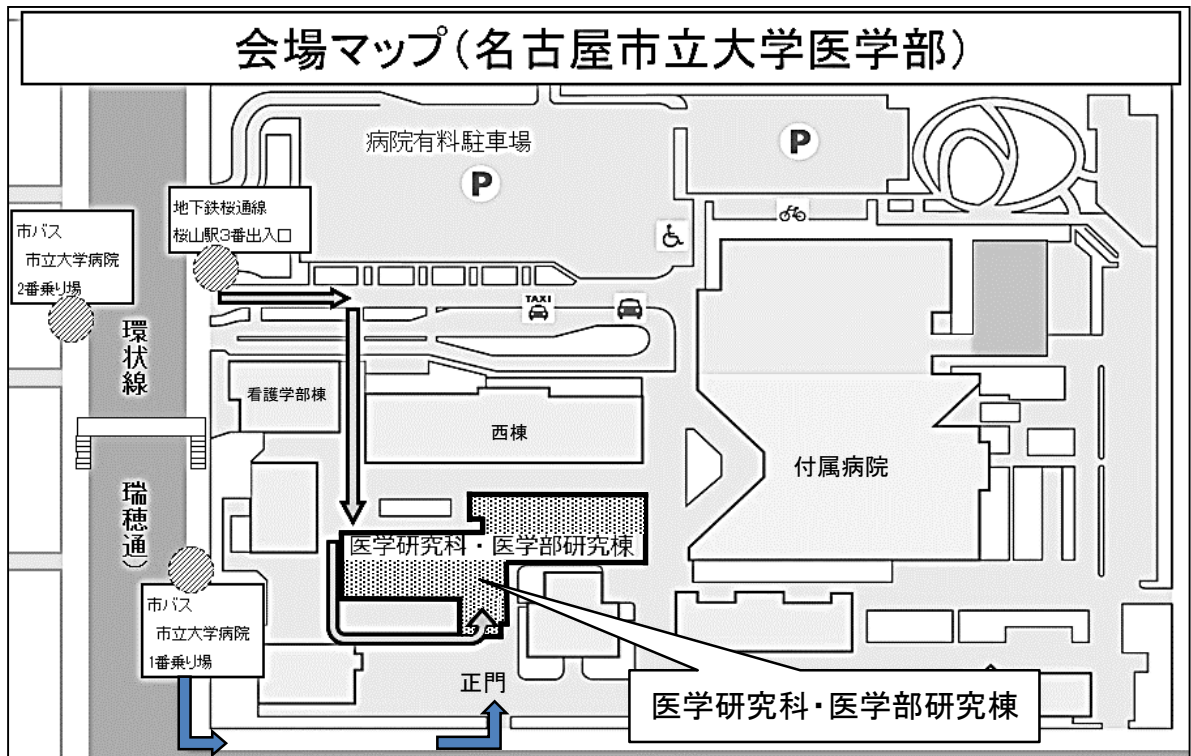 会場マップ(名古屋市立大学医学部)
病院有料駐車場
P
P
地下鉄桜通線
桜山駅3番出入口
市バス
市立大学病院
2番乗り場
TAXI
環状線
看護学部棟
西棟
付属病院
瑞穂通)
医学研究科・医学部研究棟
市バス
市立大学病院
1番乗り場
正門
医学研究科・医学部研究棟